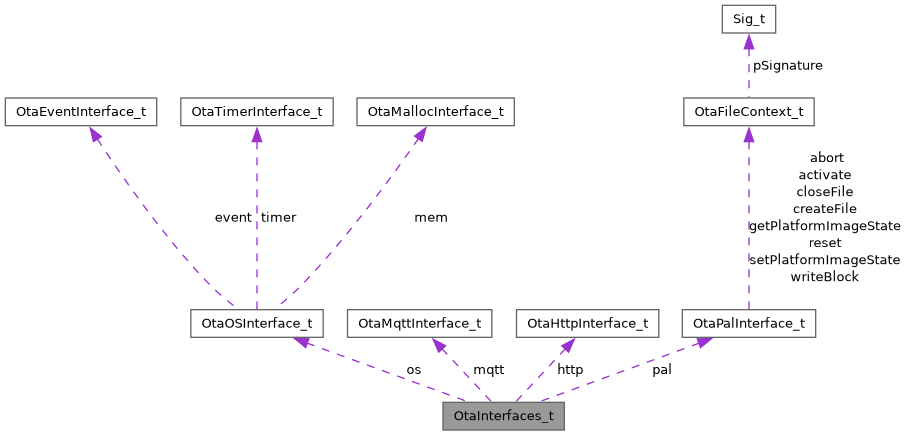 Sig_t
pSignature
OtaEventInterface_t
OtaTimerInterface_t
OtaMallocInterface_t
OtaFileContext_t
event
timer
mem
abort
activate
closeFile
createFile
getPlatformImageState
reset
setPlatformImageState
writeBlock
OtaOSInterface_t
OtaMqttInterface_t
OtaHttpInterface_t
OtaPalInterface_t
os
mqtt
http
pal
OtaInterfaces_t